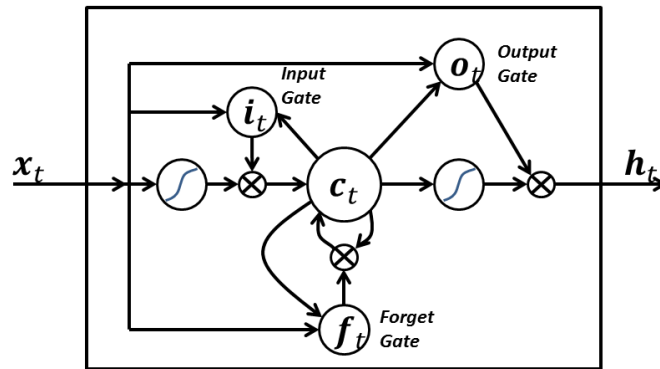 Output
Gate
o_t
Input
Gate
i_t
x_t
c_t
h_t
f_t
Forget
Gate